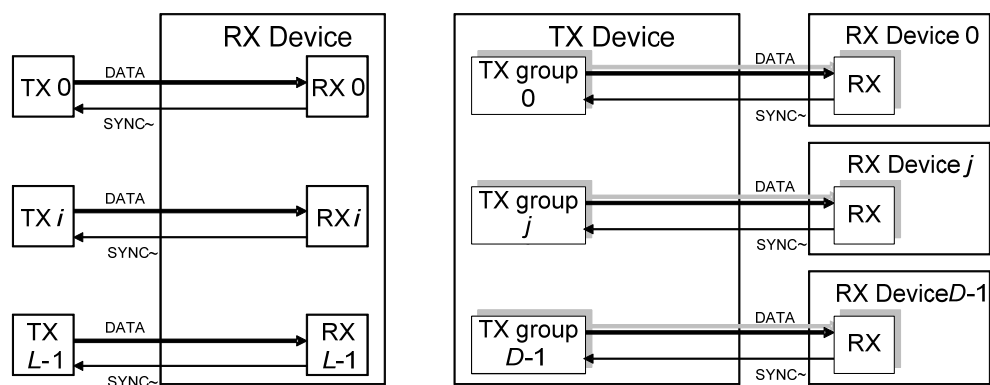 RX Device
TX 0
DATA
SYNC~
RX 0
TX i
DATA
SYNC~
RX i
TX
L-1
DATA
SYNC~
RX
L-1
TX Device
TX group
0
DATA
SYNC~
RX Device 0
RX
TX group
j
DATA
SYNC~
RX Device j
RX
TX group
D-1
DATA
SYNC~
RX DeviceD-1
RX